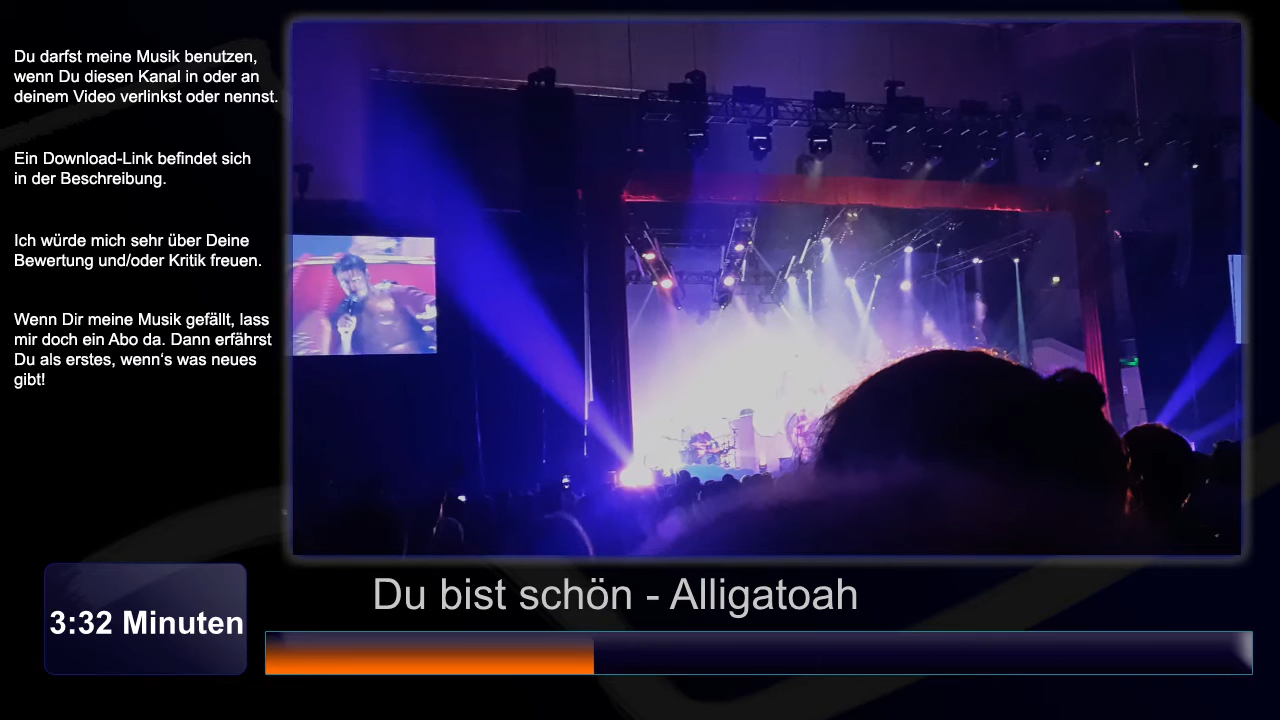 Du darfst meine Musik benutzen,
wenn Du diesen Kanal in oder an
deinem Video verlinkst oder nennst.
Ein Download-Link befindet sich
in der Beschreibung.
Ich würde mich sehr über Deine
Bewertung und/oder Kritik freuen.
Wenn Dir meine Musik gefällt, lass
mir doch ein Abo da. Dann erfährst
Du als erstes, wenn's was neues
gibt!
Du bist schön - Alligatoah
3:32 Minuten